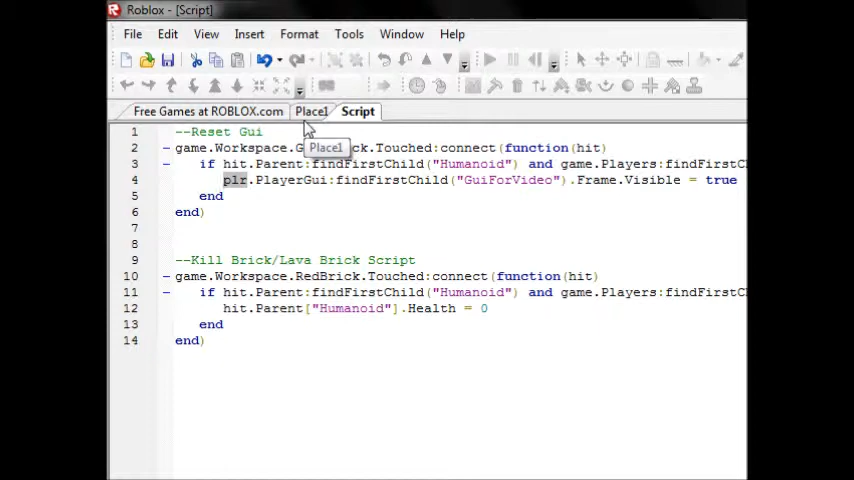 Roblox - [Script]
File Edit View Insert Format Tools Window Help
Free Games at ROBLOX.com Place1 Script
Place1
1 --Reset Gui
2 game.Workspace.G ck.Touched:connect(function(hit)
3 if hit.Parent:findFirstChild("Humanoid") and game.Players:findFirstC
4 plr.PlayerGui:findFirstChild("GuiForVideo").Frame.Visible = true
5 end
6 end)
7
8
9 --Kill Brick/Lava Brick Script
10 game.Workspace.RedBrick.Touched:connect(function(hit)
11 if hit.Parent:findFirstChild("Humanoid") and game.Players:findFirstC
12 hit.Parent["Humanoid"].Health = 0
13 end
14 end)